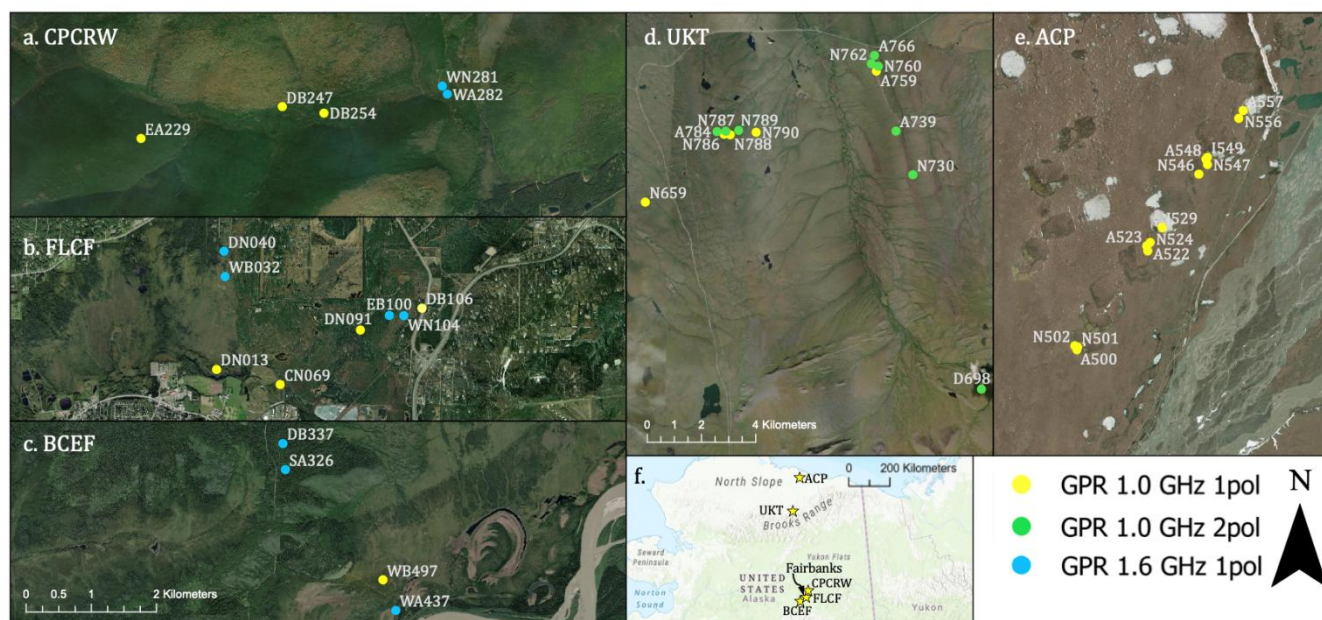 a. CPCRW
WN281
WA282
DB247
DB254
EA229
b. FLCF
DN040
WB032
EB100
DB106
DN091
WN104
DN013
CN069
c. BCEF
DB337
SA326
WB497
WA437
0 0.5 1 2 Kilometers
d. UKT
A766
N762
N760
A759
N787
N789
A784
N790
N786
N788
A739
N730
N659
D698
0 1 2 4 Kilometers
e. ACP
A557
N556
A548
I549
N546
N547
I529
A523
N524
A522
N502
N501
A500
f.
0 200 Kilometers
ACP
North Slope
UKT
Brooks Range
Seward
Peninsula
Yukon Flats
Fairbanks
UNITED
STATES
CPCRW
Alaska
FLCF
Norton
Sound
BCEF
Yukon
GPR 1.0 GHz 1pol
GPR 1.0 GHz 2pol
GPR 1.6 GHz 1pol
N